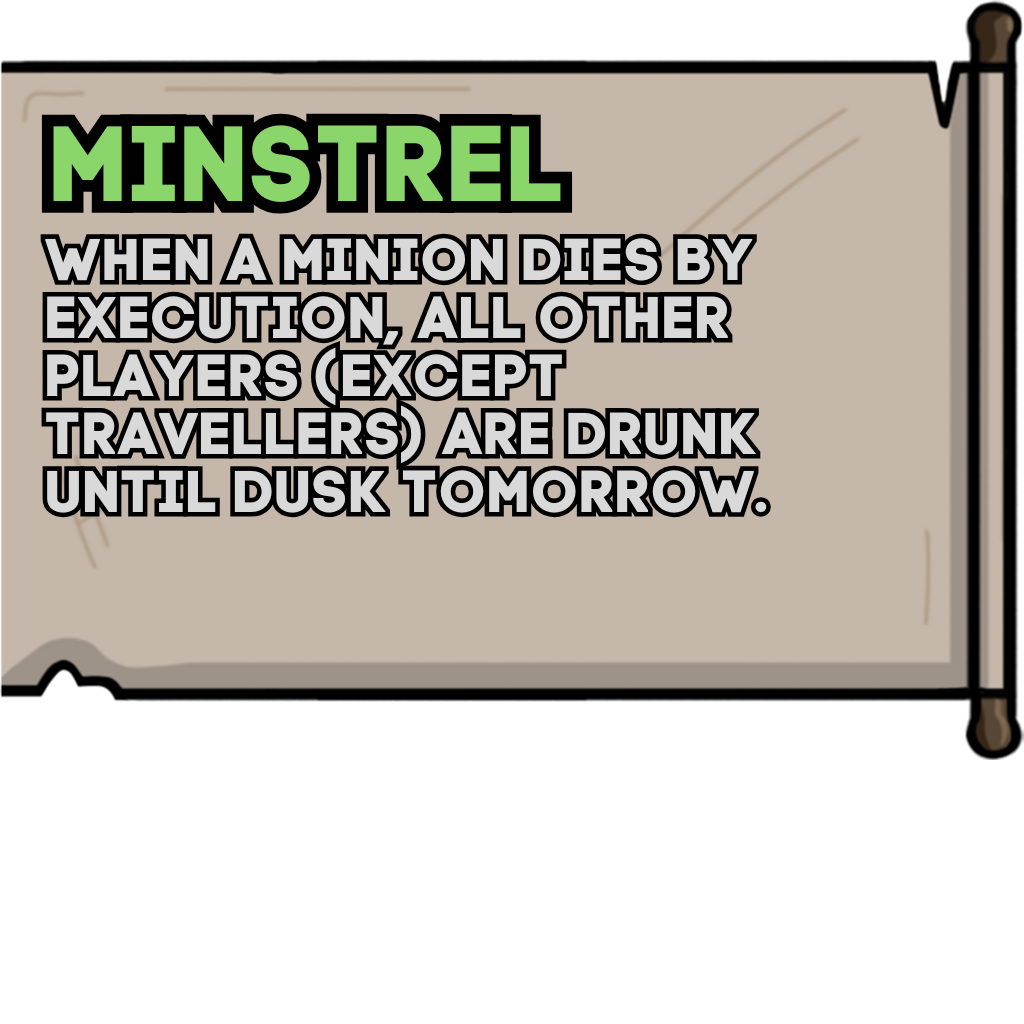 MINSTREL
WHEN A MINION DIES BY
EXECUTION, ALL OTHER
PLAYERS (EXCEPT
TRAVELLERS) ARE DRUNK
UNTIL DUSK TOMORROW.